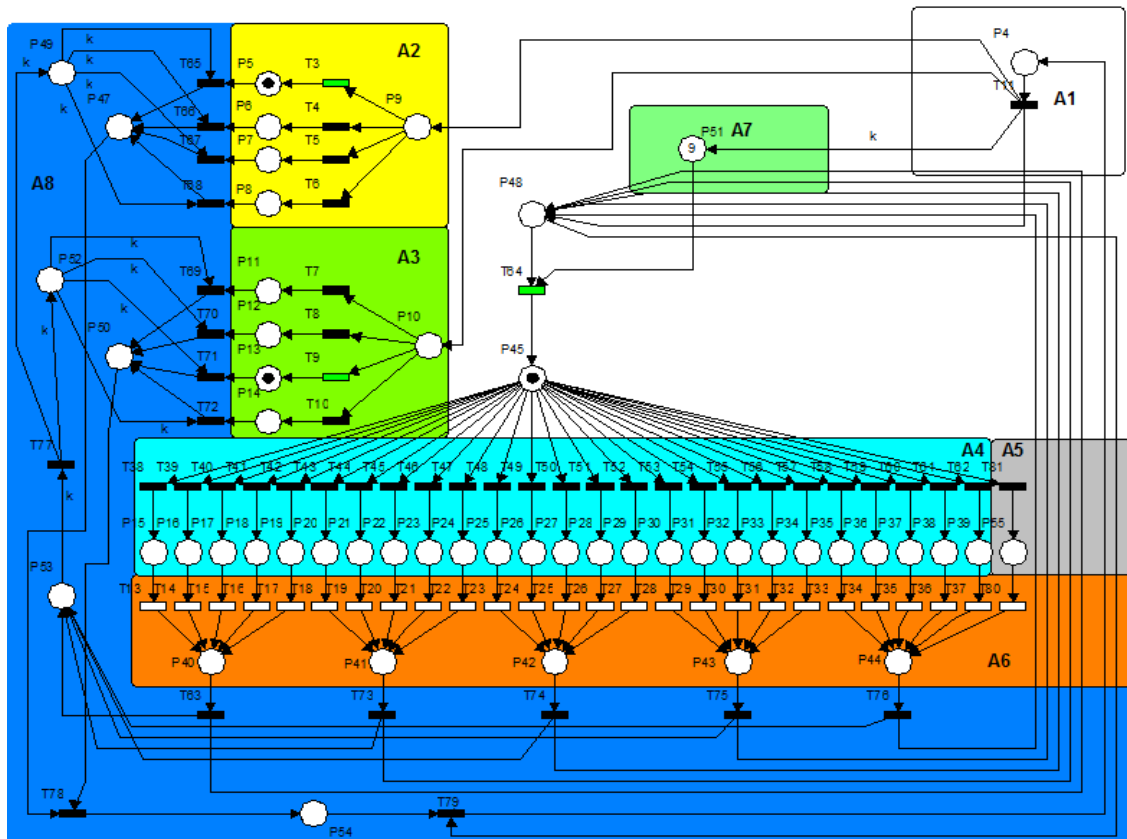 P4
P49
k
A2
T65
P5
T3
k
k
k
T11
A1
P47
T66
P6
T4
P9
P51
A7
k
9
T67
P7
T5
A8
T68
P8
T6
P48
k
P52
T69
P11
T7
A3
k
T64
P50
T70
P12
T8
P10
k
T71
P13
T9
P45
P14
T72
T10
k
T77
A4
A5
T38 T39 T40 T41 T42 T43 T44 T45 T46 T47 T48 T49 T50 T51 T52 T53 T54 T55 T56 T57 T58 T59 T60 T61 T62 T81
k
P15 P16 P17 P18 P19 P20 P21 P22 P23 P24 P25 P26 P27 P28 P29 P30 P31 P32 P33 P34 P35 P36 P37 P38 P39 P55
P53
T13 T14 T15 T16 T17 T18 T19 T20 T21 T22 T23 T24 T25 T26 T27 T28 T29 T30 T31 T32 T33 T34 T35 T36 T37 T80
P40
P41
P42
P43
P44
A6
T63
T73
T74
T75
T76
T78
T79
P54